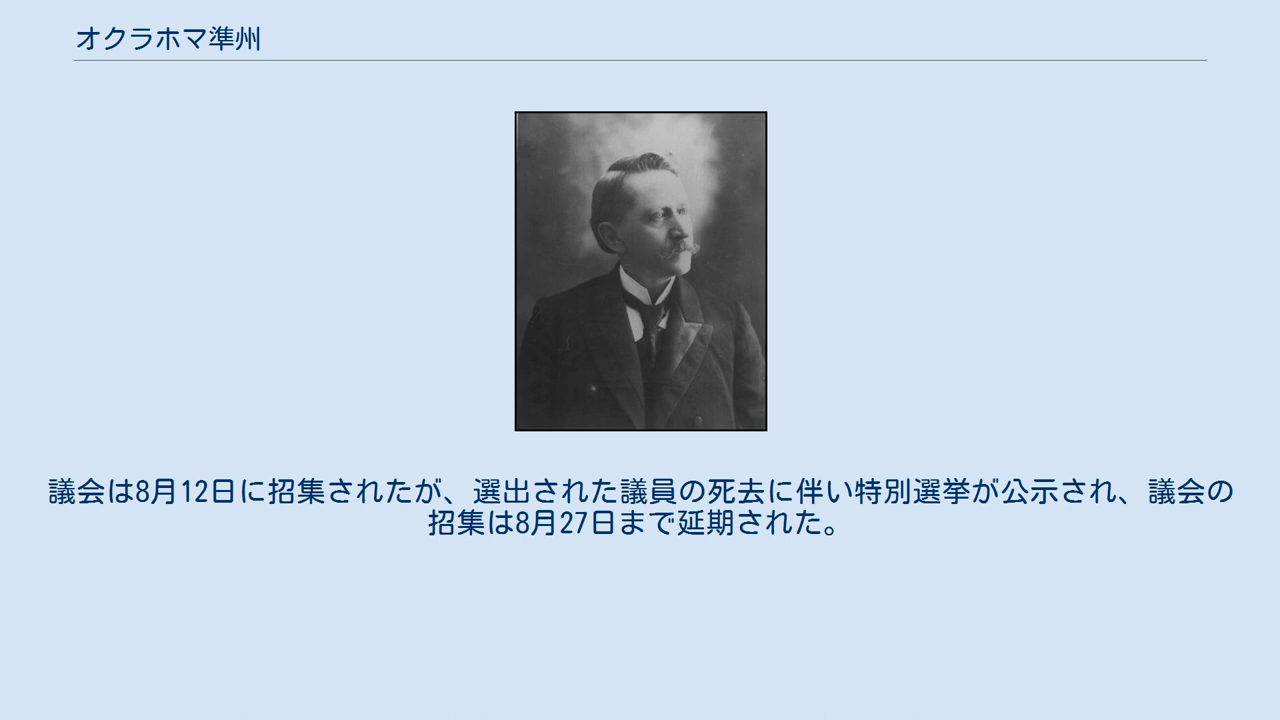 オクラホマ準州
議会は8月12日に招集されたが、選出された議員の死去に伴い特別選挙が公示され、議会の
招集は8月27日まで延期された。